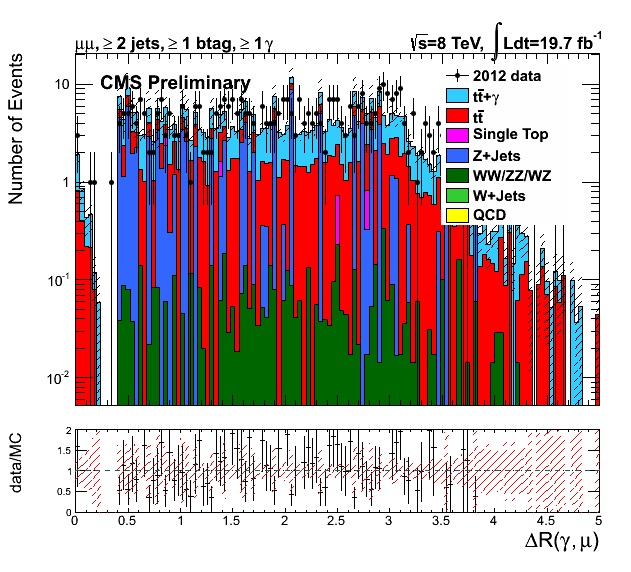 μμ, ≥ 2 jets, ≥ 1 btag, ≥ 1 γ
√s=8 TeV, ∫ Ldt=19.7 fb⁻¹
CMS Preliminary
2012 data
tt̄+γ
tt̄
Single Top
Z+Jets
WW/ZZ/WZ
W+Jets
QCD
Number of Events
10
1
10⁻¹
10⁻²
data/MC
2
1.5
1
0.5
0
0 0.5 1 1.5 2 2.5 3 3.5 4 4.5 5
ΔR(γ, μ)